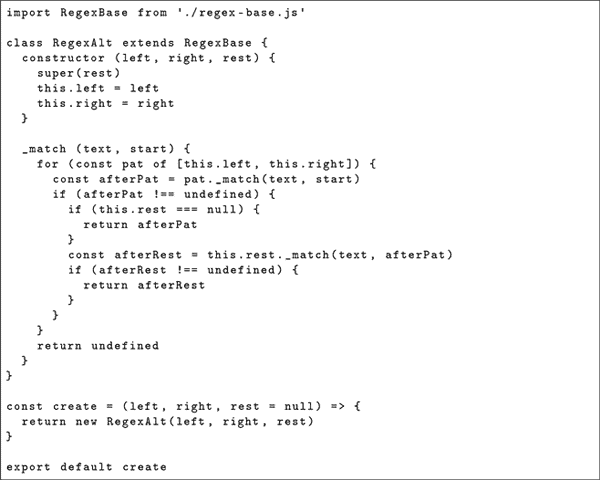 import RegexBase from './regex-base.js'

class RegexAlt extends RegexBase {
  constructor (left, right, rest) {
    super(rest)
    this.left = left
    this.right = right
  }

  _match (text, start) {
    for (const pat of [this.left, this.right]) {
      const afterPat = pat._match(text, start)
      if (afterPat !== undefined) {
        if (this.rest === null) {
          return afterPat
        }
        const afterRest = this.rest._match(text, afterPat)
        if (afterRest !== undefined) {
          return afterRest
        }
      }
    }
    return undefined
  }
}

const create = (left, right, rest = null) => {
  return new RegexAlt(left, right, rest)
}

export default create